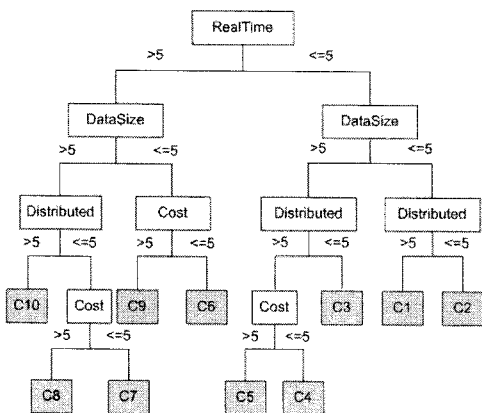 RealTime
>5 <=5
DataSize DataSize
>5 <=5 >5 <=5
Distributed Cost Distributed Distributed
>5 <=5 >5 <=5 >5 <=5 >5 <=5
C10 Cost C9 C6 Cost C3 C1 C2
>5 <=5 >5 <=5
C8 C7 C5 C4